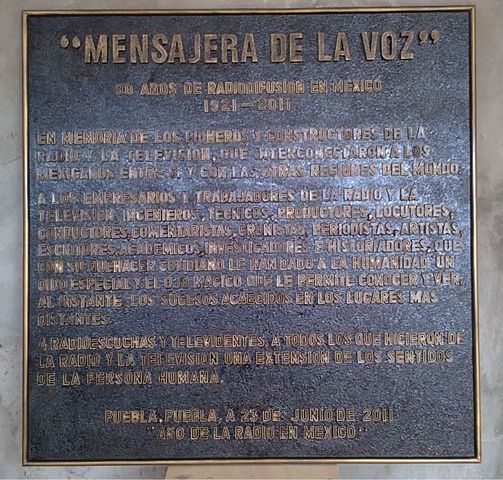 “MENSAJERA DE LA VOZ”
90 AÑOS DE RADIODIFUSION EN MEXICO
1921-2011
EN MEMORIA DE LOS PIONEROS Y CONSTRUCTORES DE LA
RADIO Y LA TELEVISION, QUE INTERCONECTARON A LOS
MEXICANOS ENTRE SI Y CON LAS OTRAS REGIONES DEL MUNDO.
A LOS EMPRESARIOS Y TRABAJADORES DE LA RADIO Y LA
TELEVISION, INGENIEROS, TECNICOS, PRODUCTORES, LOCUTORES,
CONDUCTORES, COMENTARISTAS, CRONISTAS, PERIODISTAS, ARTISTAS,
ESCRITORES, ACADEMICOS, INVESTIGADORES E HISTORIADORES, QUE
CON SU QUEHACER COTIDIANO LE HAN DADO A LA HUMANIDAD UN
OIDO ESPECIAL Y EL OJO MAGICO QUE LE PERMITE CONOCER Y VER,
AL INSTANTE LOS SUCESOS ACAECIDOS EN LOS LUGARES MAS
DISTANTES.
A RADIOESCUCHAS Y TELEVIDENTES, A TODOS LOS QUE HICIERON DE
LA RADIO Y LA TELEVISION UNA EXTENSION DE LOS SENTIDOS
DE LA PERSONA HUMANA.
PUEBLA, PUEBLA, A 23 DE JUNIO DE 2011
"AÑO DE LA RADIO EN MEXICO"